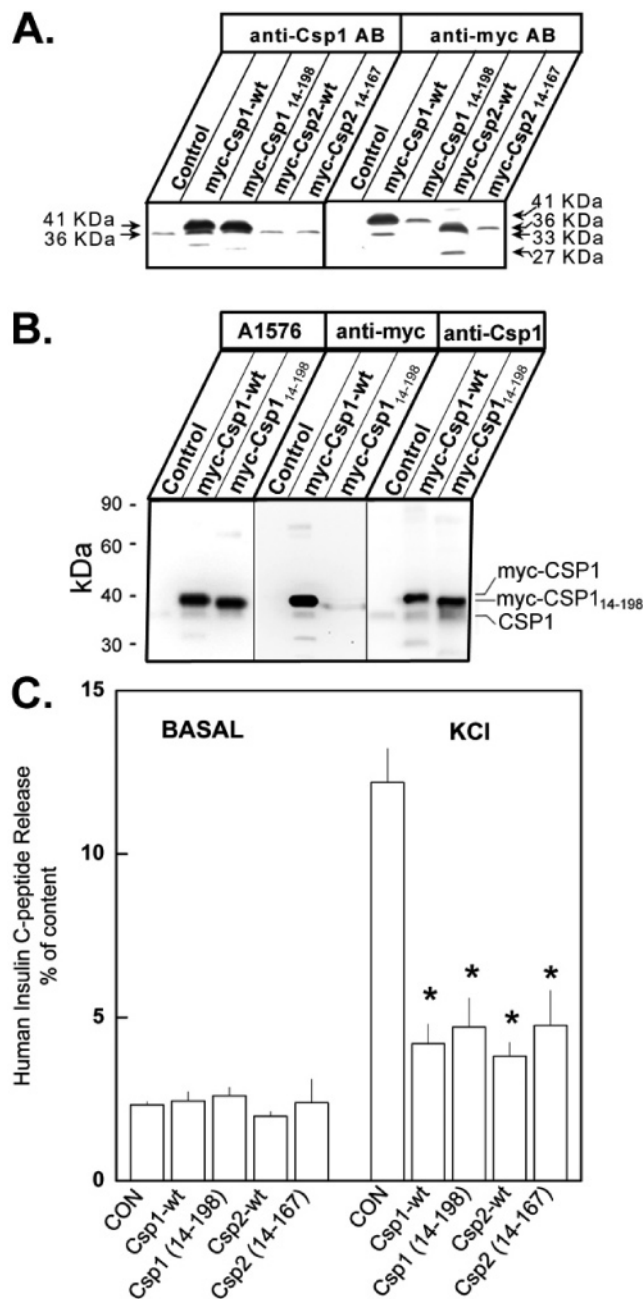 A.
anti-Csp1 AB
anti-myc AB
Control
myc-Csp1-wt
myc-Csp1 14-198
myc-Csp2-wt
myc-Csp2 14-167
Control
myc-Csp1-wt
myc-Csp1 14-198
myc-Csp2-wt
myc-Csp2 14-167
41 KDa
36 KDa
41 KDa
36 KDa
33 KDa
27 KDa
B.
A1576
anti-myc
anti-Csp1
Control
myc-Csp1-wt
myc-Csp1 14-198
Control
myc-Csp1-wt
myc-Csp1 14-198
Control
myc-Csp1-wt
myc-Csp1 14-198
kDa
90 -
60 -
40 -
30 -
myc-CSP1
myc-CSP1 14-198
CSP1
C.
Human Insulin C-peptide Release
% of content
15
10
5
0
BASAL
KCl
* * * *
CON
Csp1-wt
Csp1 (14-198)
Csp2-wt
Csp2 (14-167)
CON
Csp1-wt
Csp1 (14-198)
Csp2-wt
Csp2 (14-167)